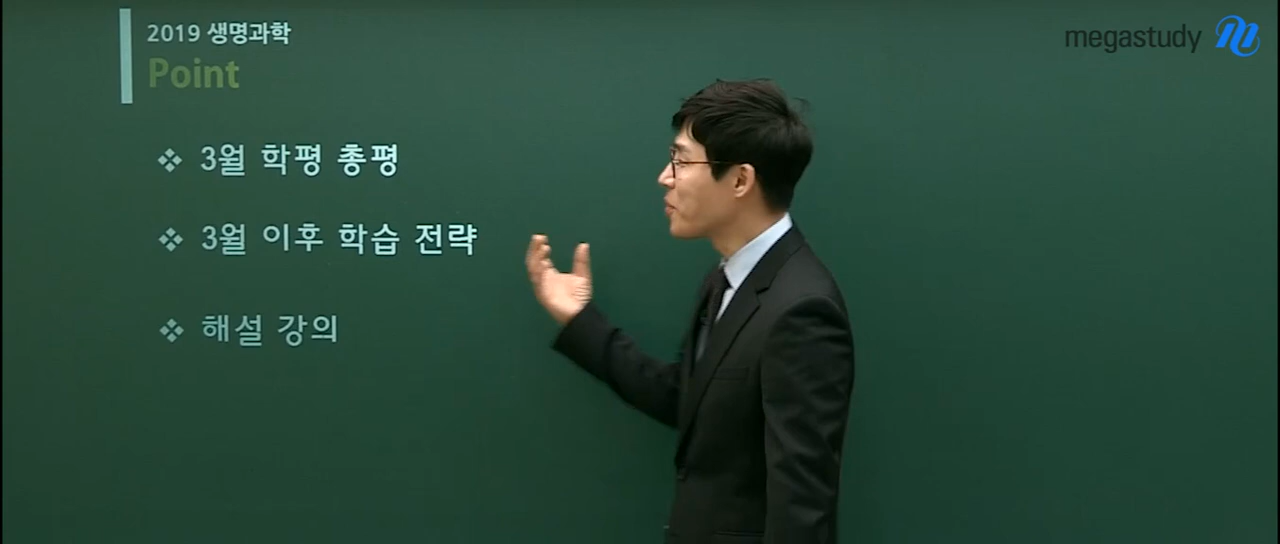 2019 생명과학
Point
megastudy
❖ 3월 학평 총평
❖ 3월 이후 학습 전략
❖ 해설 강의